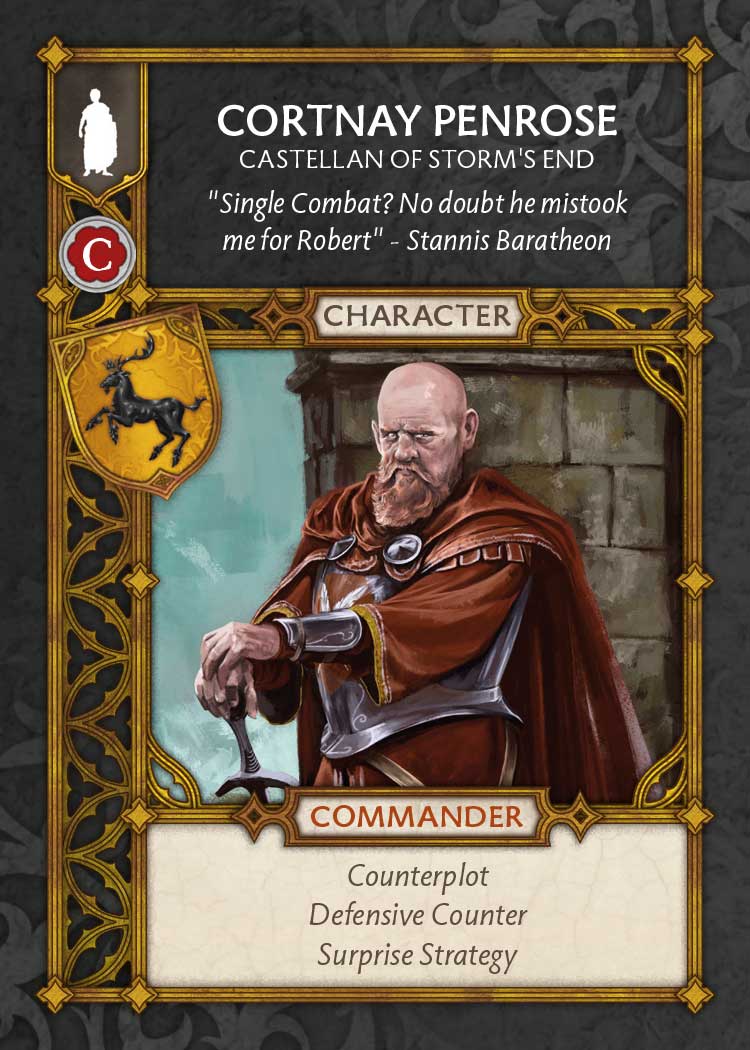 CORTNAY PENROSE
CASTELLAN OF STORM'S END
"Single Combat? No doubt he mistook
me for Robert" - Stannis Baratheon
C
CHARACTER
COMMANDER
Counterplot
Defensive Counter
Surprise Strategy